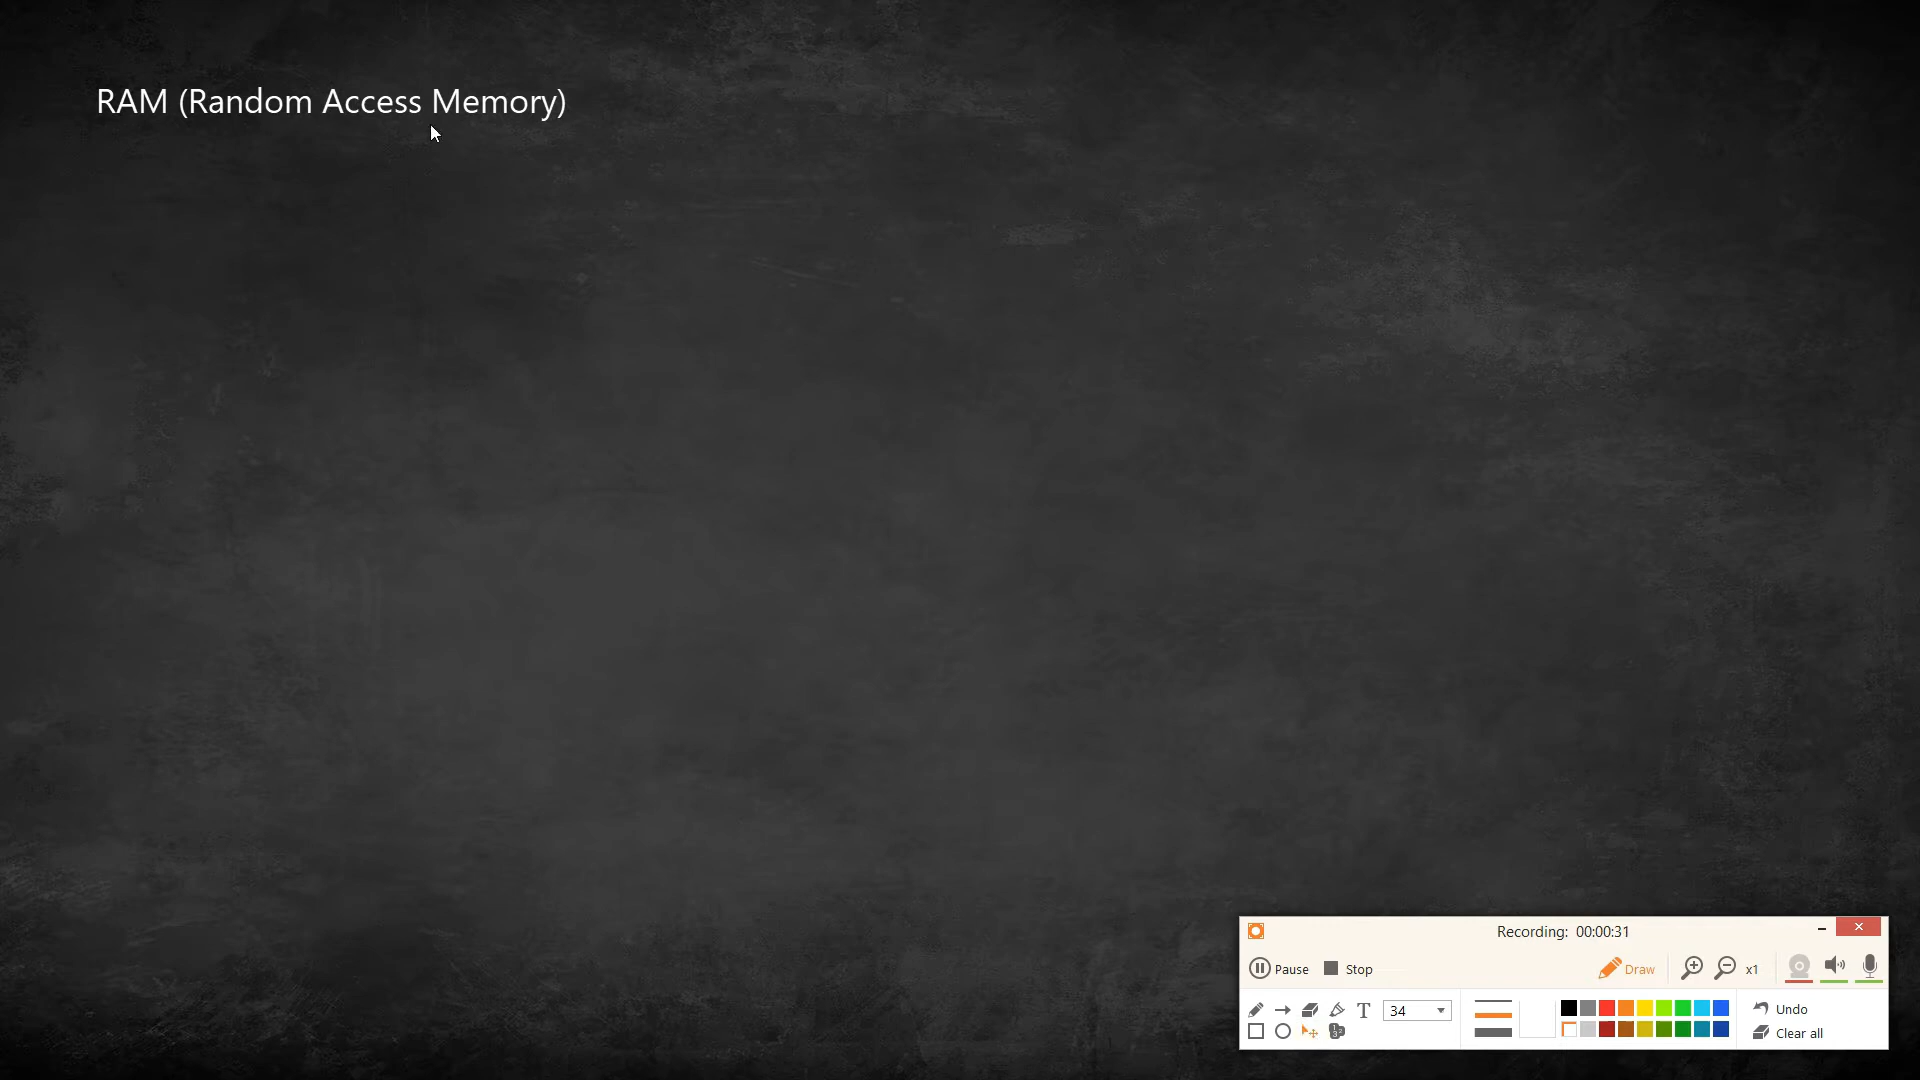 RAM (Random Access Memory)
Recording: 00:00:31
Pause
Stop
Draw
x1
T
34
Undo
Clear all